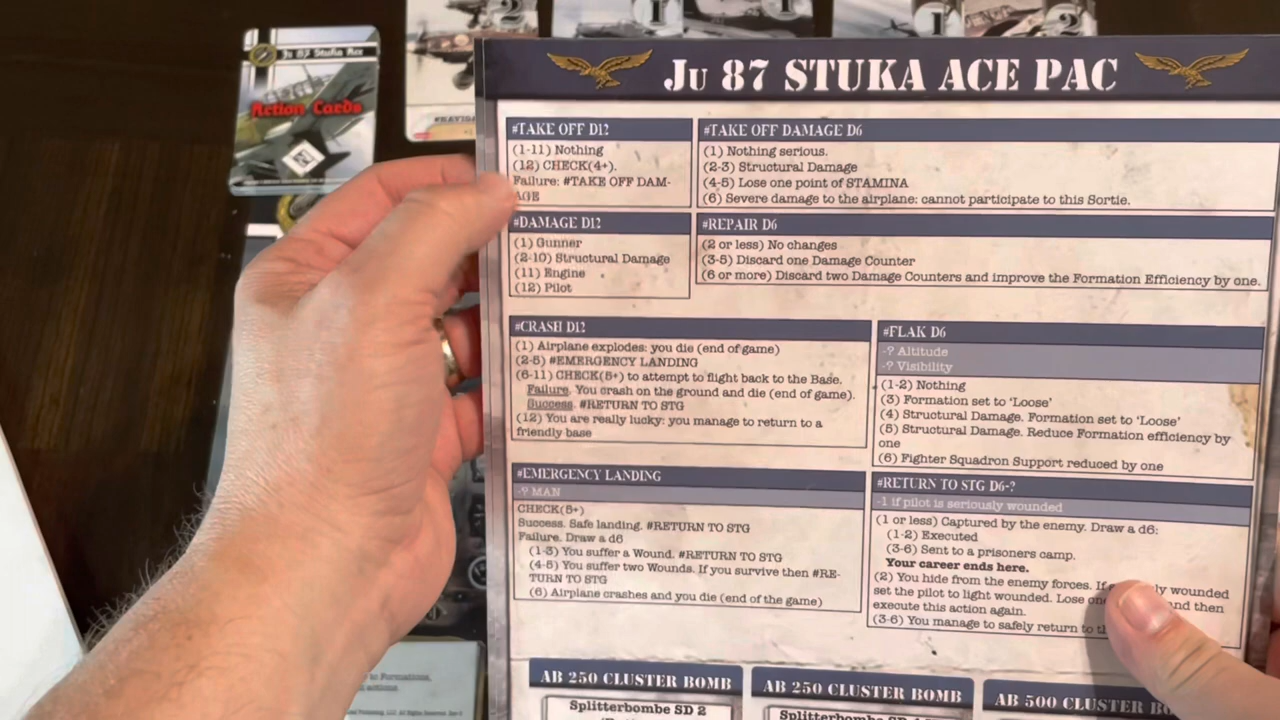 Ju 87 Stuka Ace
Action Cards
2
1
1
1
2
Ju 87 STUKA ACE PAC
#TAKE OFF D12
(1-11) Nothing
(12) CHECK(4+).
Failure: #TAKE OFF DAM-
AGE
#TAKE OFF DAMAGE D6
(1) Nothing serious.
(2-3) Structural Damage
(4-5) Lose one point of STAMINA
(6) Severe damage to the airplane: cannot participate to this Sortie.
#DAMAGE D12
(1) Gunner
(2-10) Structural Damage
(11) Engine
(12) Pilot
#REPAIR D6
(2 or less) No changes
(3-5) Discard one Damage Counter
(6 or more) Discard two Damage Counters and improve the Formation Efficiency by one.
#CRASH D12
(1) Airplane explodes: you die (end of game)
(2-5) #EMERGENCY LANDING
(6-11) CHECK(5+) to attempt to flight back to the Base.
Failure. You crash on the ground and die (end of game).
Success. #RETURN TO STG
(12) You are really lucky: you manage to return to a
friendly base
#FLAK D6
-? Altitude
-? Visibility
(1-2) Nothing
(3) Formation set to 'Loose'
(4) Structural Damage. Formation set to 'Loose'
(5) Structural Damage. Reduce Formation efficiency by
one
(6) Fighter Squadron Support reduced by one
#EMERGENCY LANDING
-? MAN
CHECK(5+)
Success. Safe landing. #RETURN TO STG
Failure. Draw a d6
(1-3) You suffer a Wound. #RETURN TO STG
(4-5) You suffer two Wounds. If you survive then #RE-
TURN TO STG
(6) Airplane crashes and you die (end of the game)
#RETURN TO STG D6-?
-1 if pilot is seriously wounded
(1 or less) Captured by the enemy. Draw a d6:
(1-2) Executed
(3-6) Sent to a prisoners camp.
Your career ends here.
(2) You hide from the enemy forces. If wounded
set the pilot to light wounded. Lose and then
execute this action again.
(3-6) You manage to safely return to
AB 250 CLUSTER BOMB
Splitterbombe SD 2
AB 250 CLUSTER BOMB
AB 500 CLUSTER
to Formations,
actions.